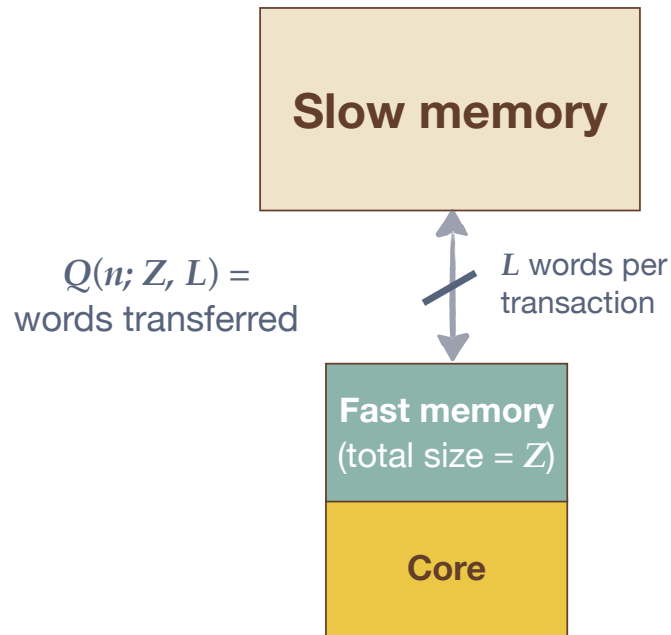 Slow memory
Q(n; Z, L) =
words transferred
L words per
transaction
Fast memory
(total size = Z)
Core